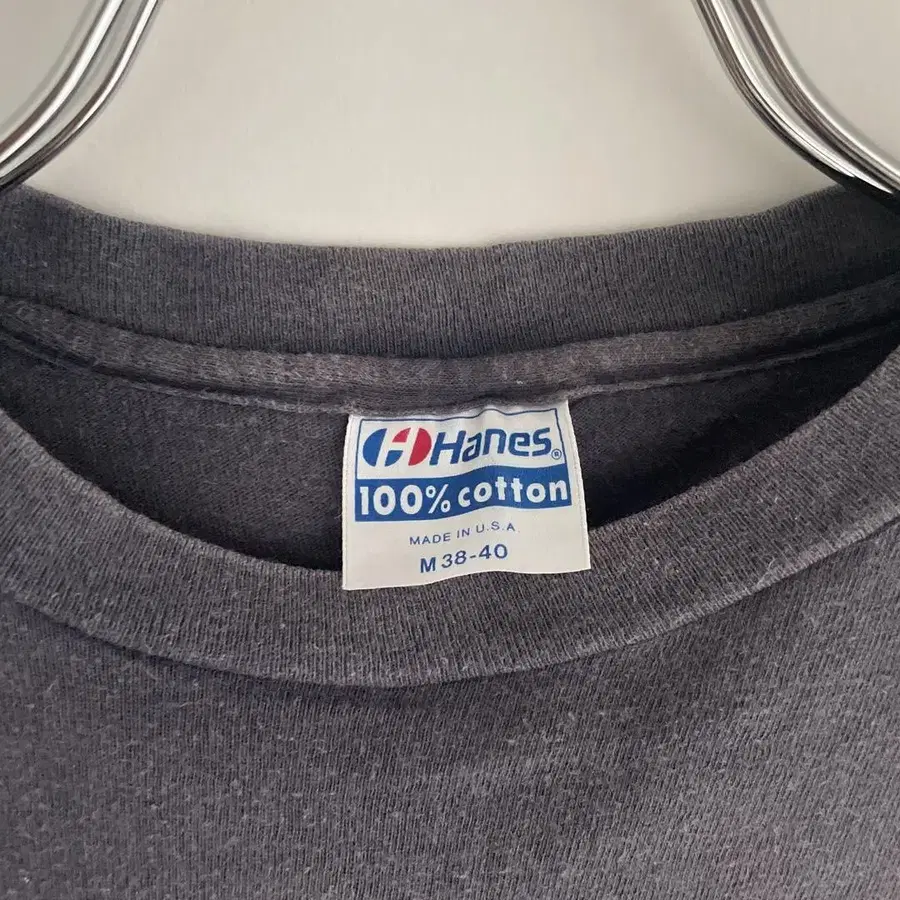 Hanes®
100% cotton
MADE IN U.S.A.
M 38-40